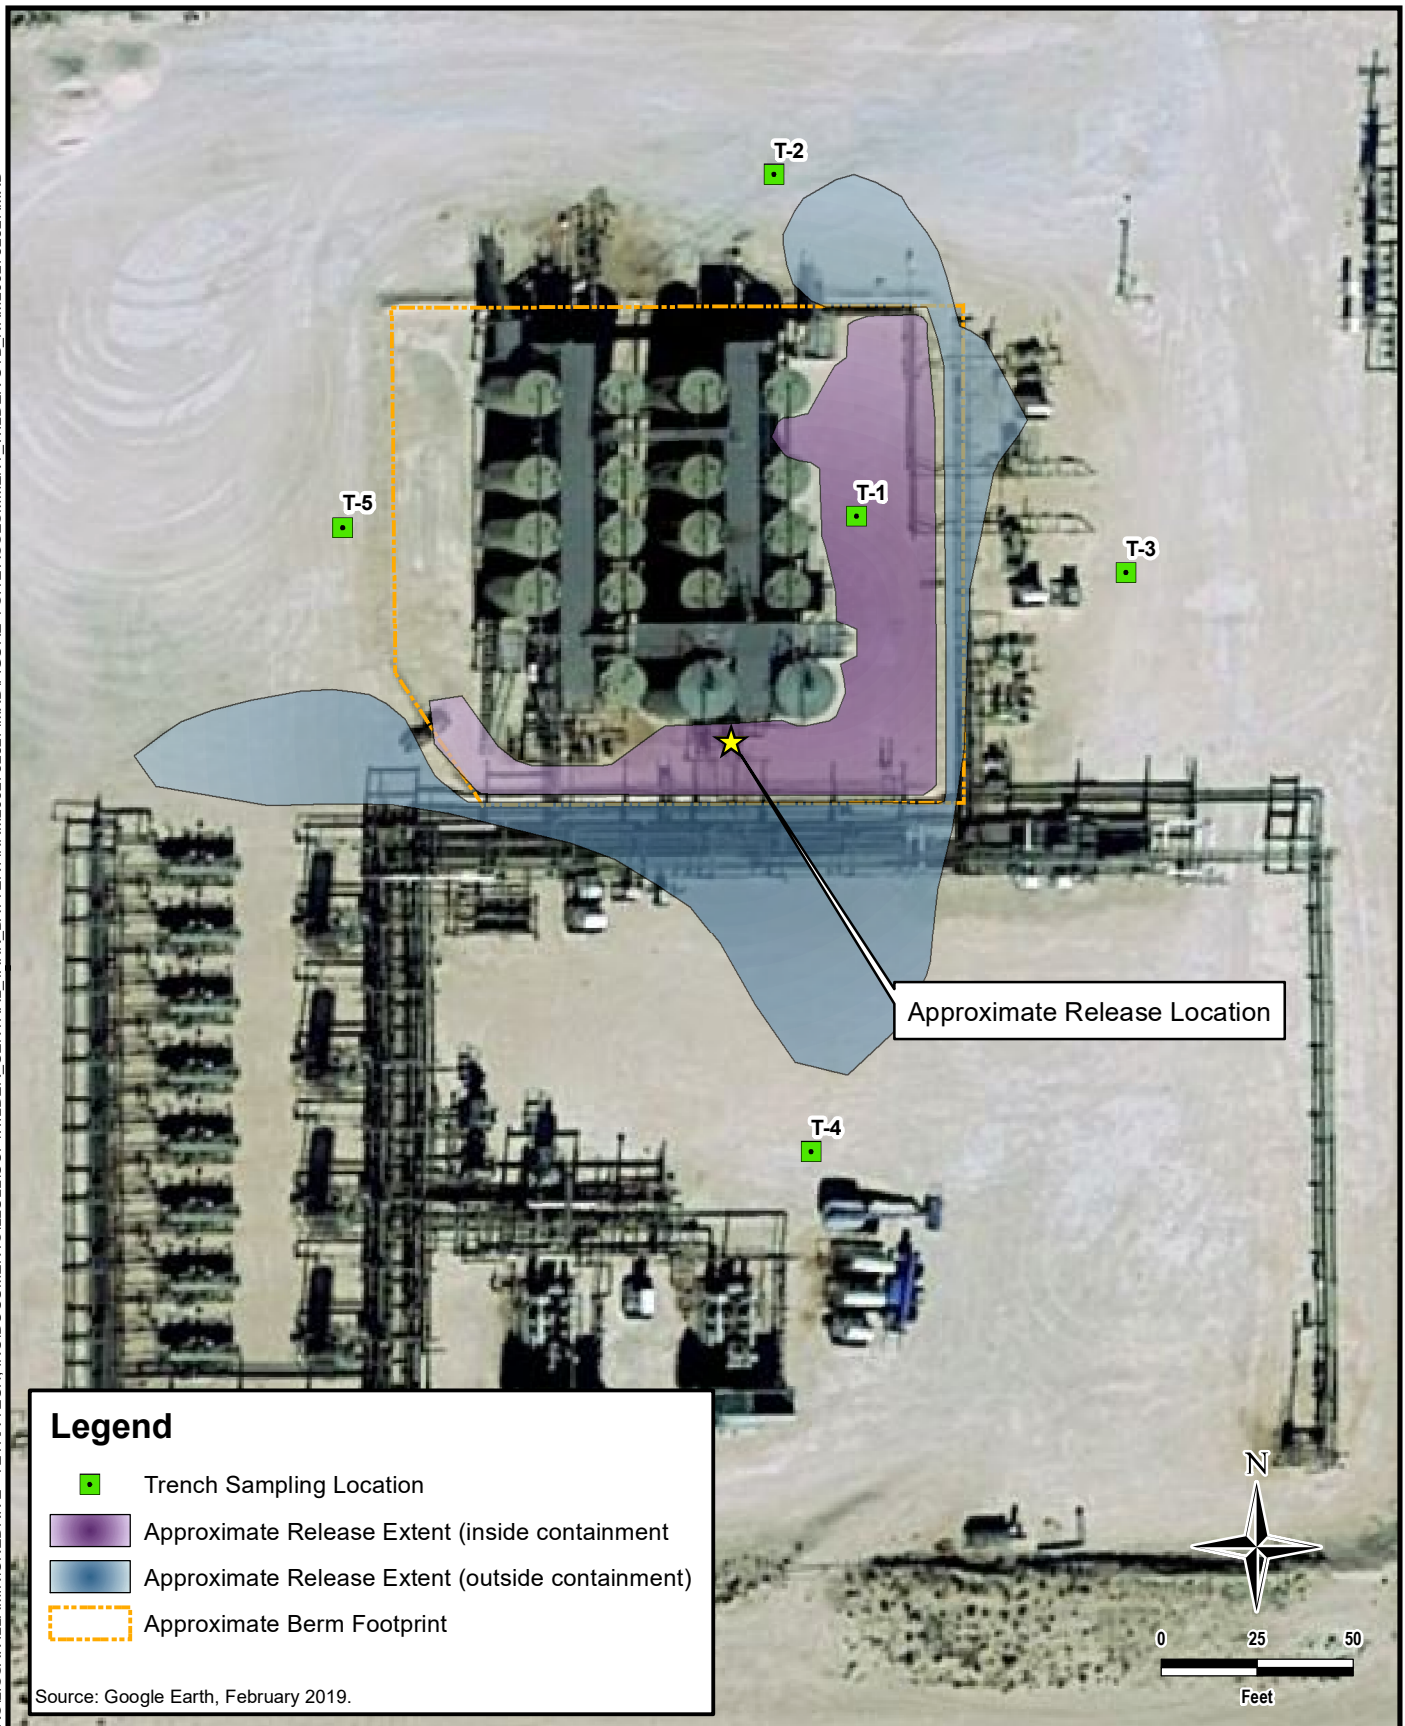 T-2
T-1
T-5
T-3
Approximate Release Location
T-4
Legend
Trench Sampling Location
Approximate Release Extent (inside containment
Approximate Release Extent (outside containment)
Approximate Berm Footprint
Source: Google Earth, February 2019.
N
0 25 50
Feet